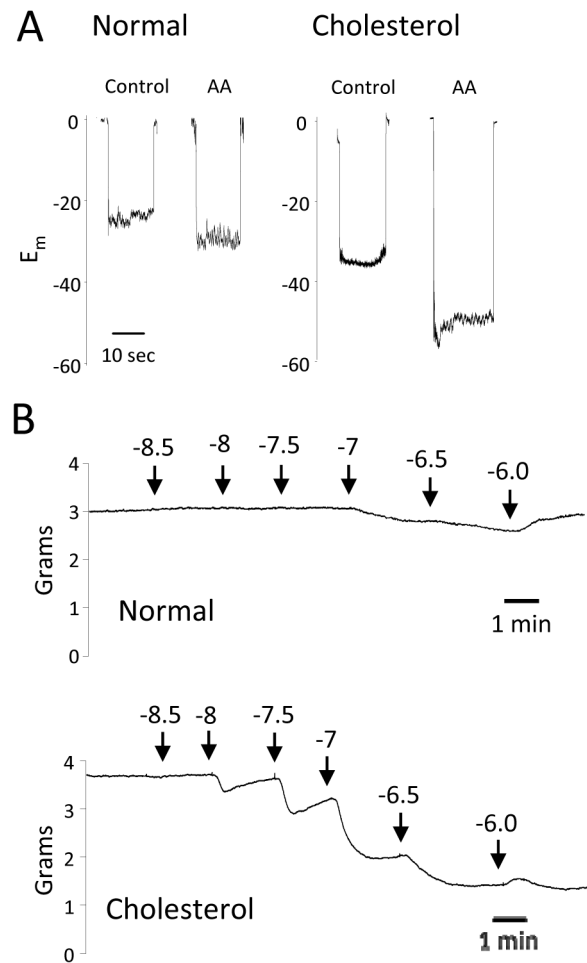 A
Normal Cholesterol
Control AA Control AA
0 0
-20 -20
-40 -40
-60 -60
Em
10 sec
B
-8.5 -8 -7.5 -7 -6.5 -6.0
4
3
2
1
0
Grams
Normal
1 min
-8.5 -8 -7.5 -7 -6.5 -6.0
4
3
2
1
0
Grams
Cholesterol
1 min